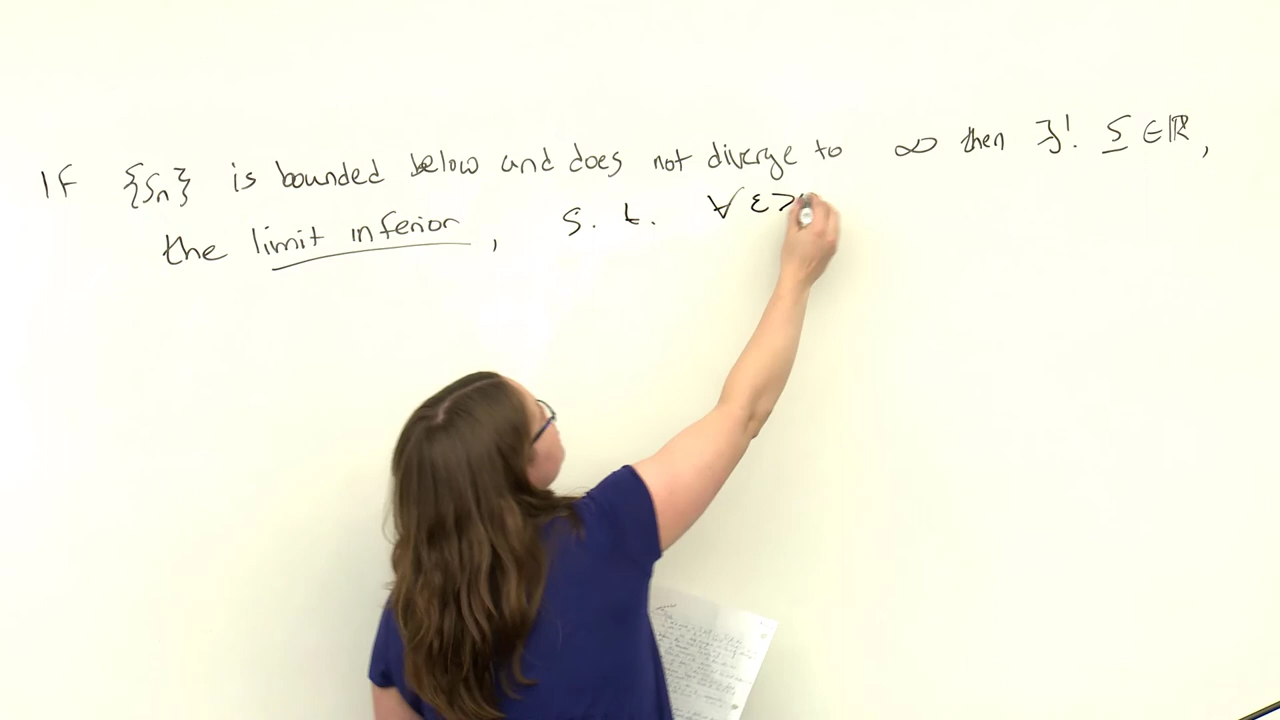 IF {Sn} is bounded below and does not diverge to ∞ then ∃! S ∈ ℝ,
the limit inferior, s.t. ∀ ε>